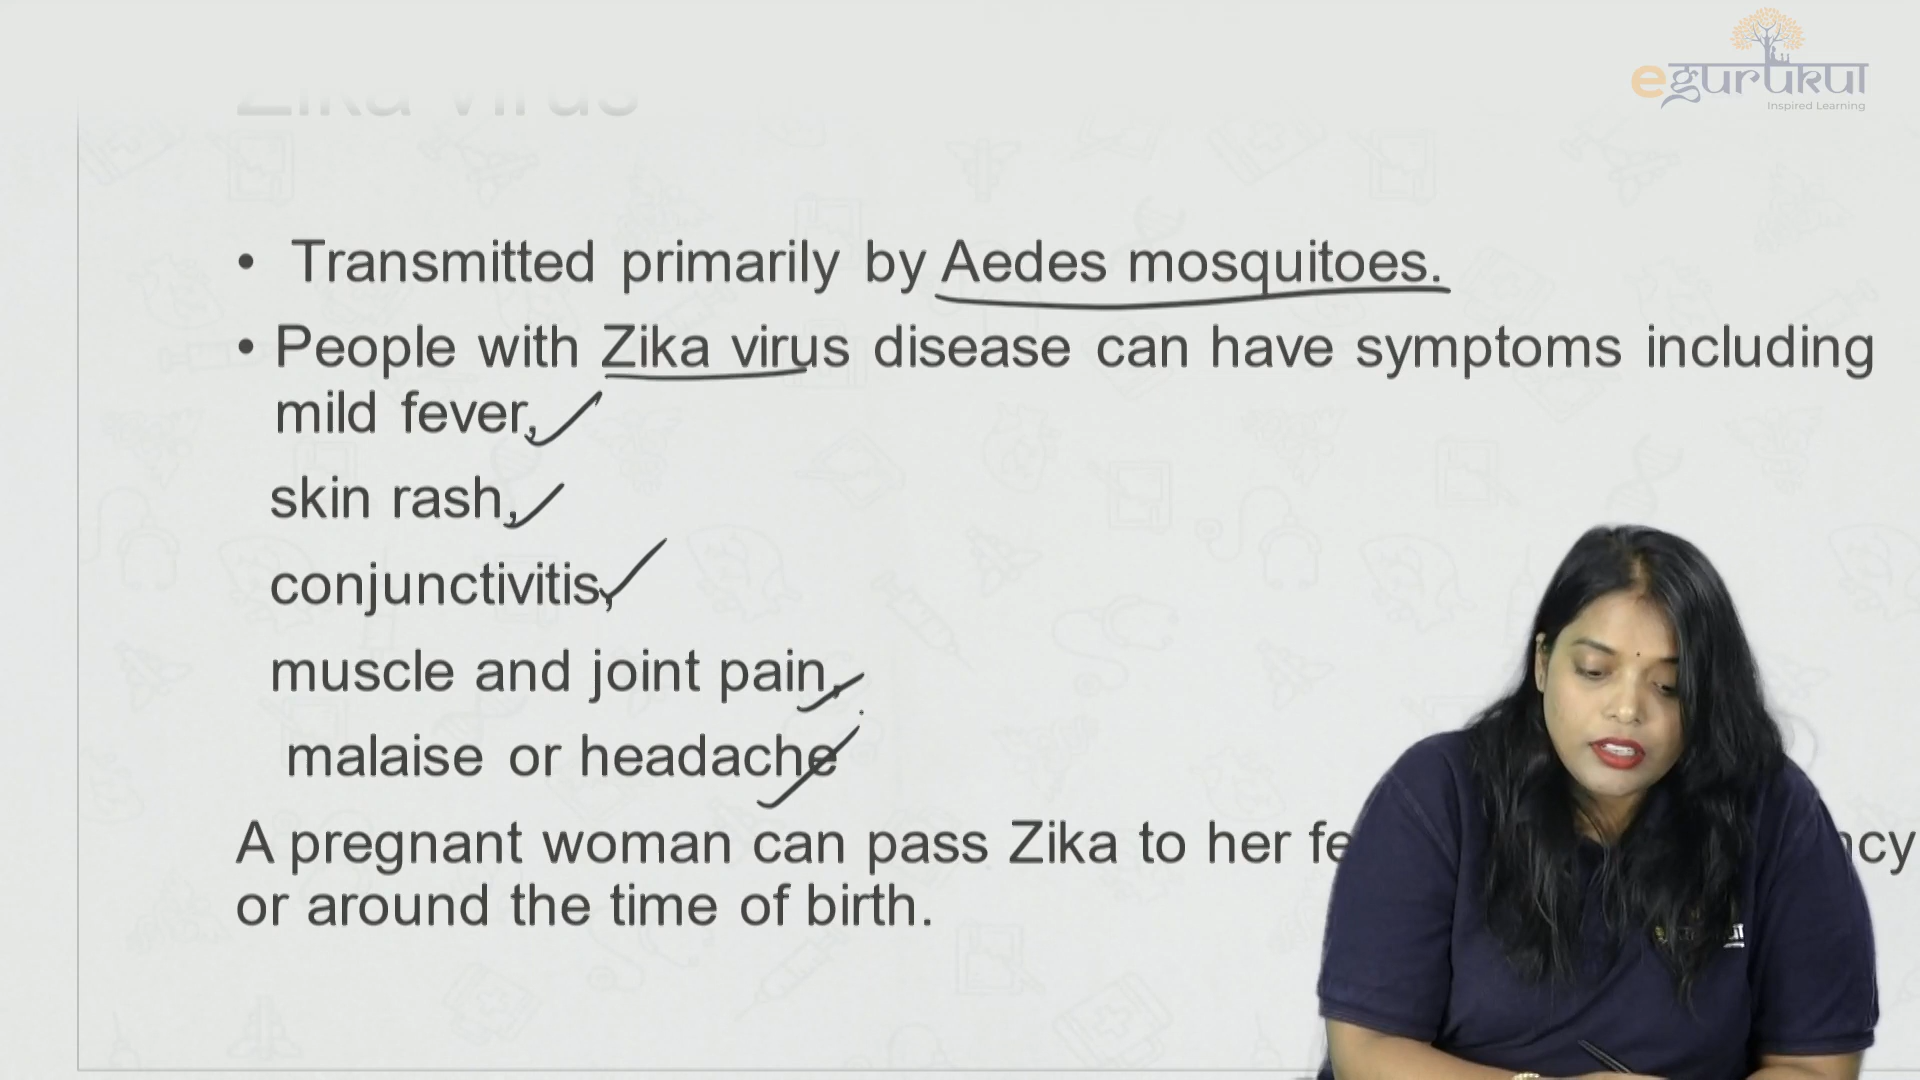 egurukul
Inspired Learning
Zika virus
• Transmitted primarily by Aedes mosquitoes.
• People with Zika virus disease can have symptoms including
mild fever,
skin rash,
conjunctivitis,
muscle and joint pain,
malaise or headache
A pregnant woman can pass Zika to her
or around the time of birth.